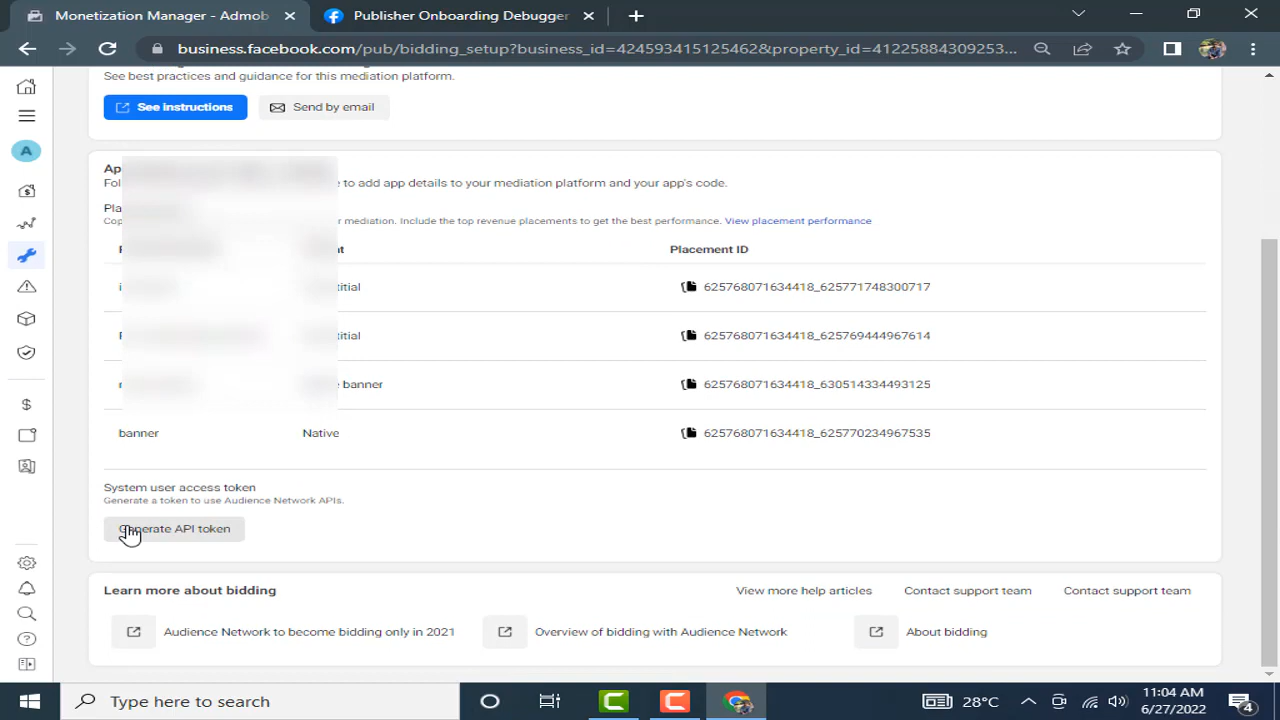 Monetization Manager - Admob
Publisher Onboarding Debugger
business.facebook.com/pub/bidding_setup?business_id=424593415125462&property_id=41225884309253...
See best practices and guidance for this mediation platform.
See instructions
Send by email
A
to add app details to your mediation platform and your app's code.
mediation. Include the top revenue placements to get the best performance. View placement performance
Placement ID
625768071634418_625771748300717
625768071634418_625769444967614
banner
625768071634418_630514334493125
banner
Native
625768071634418_625770234967535
System user access token
Generate a token to use Audience Network APIs.
Generate API token
Learn more about bidding
View more help articles
Contact support team
Contact support team
Audience Network to become bidding only in 2021
Overview of bidding with Audience Network
About bidding
Type here to search
28°C
11:04 AM
6/27/2022
4